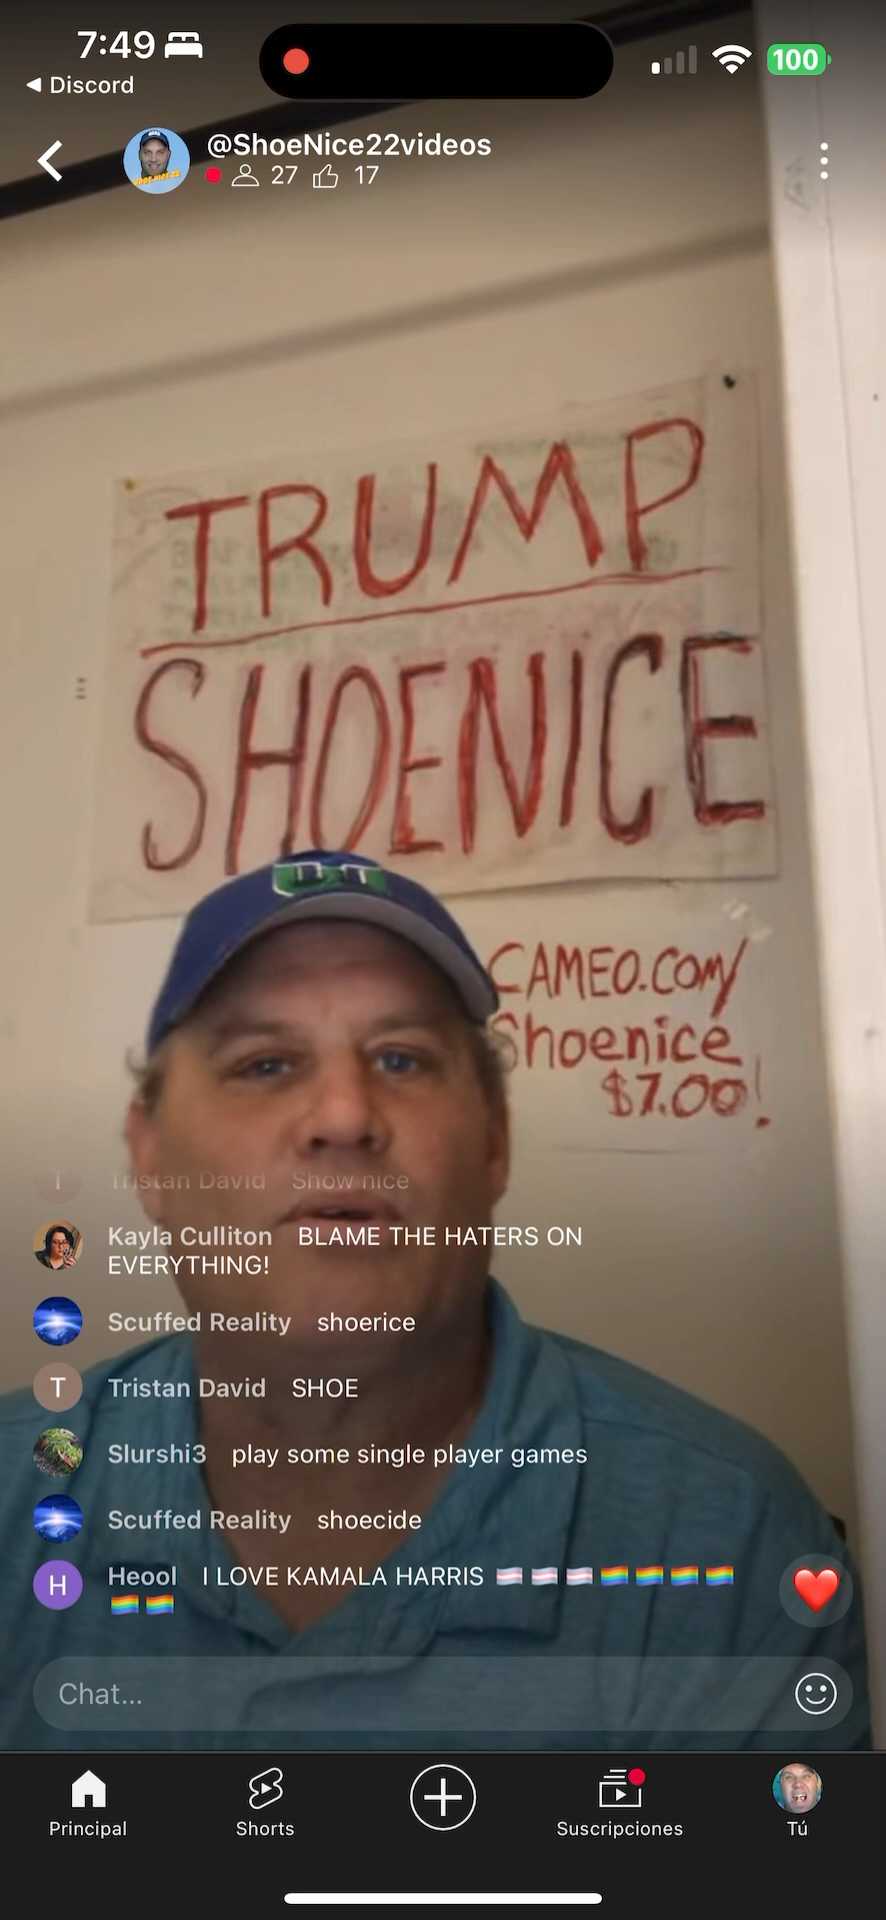 7:49
100
Discord
@ShoeNice22videos
27 17
TRUMP
SHOENICE
CAMEO.COM/
Shoenice
$7.00!
Tristan David Show nice
Kayla Culliton BLAME THE HATERS ON
EVERYTHING!
Scuffed Reality shoerice
T Tristan David SHOE
Slurshi3 play some single player games
Scuffed Reality shoecide
H Heool I LOVE KAMALA HARRIS 🏳️‍⚧️🏳️‍⚧️🏳️‍⚧️🏳️‍🌈🏳️‍🌈🏳️‍🌈🏳️‍🌈
🏳️‍🌈🏳️‍🌈
Chat...
Principal
Shorts
Suscripciones
Tú